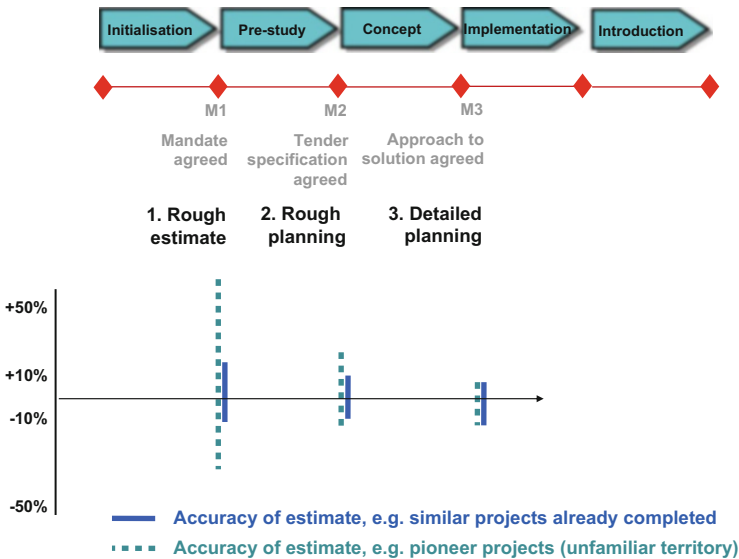 Initialisation
Pre-study
Concept
Implementation
Introduction
M1
M2
M3
Mandate
agreed
Tender
specification
agreed
Approach to
solution agreed
1. Rough
estimate
2. Rough
planning
3. Detailed
planning
+50%
+10%
-10%
-50%
Accuracy of estimate, e.g. similar projects already completed
Accuracy of estimate, e.g. pioneer projects (unfamiliar territory)